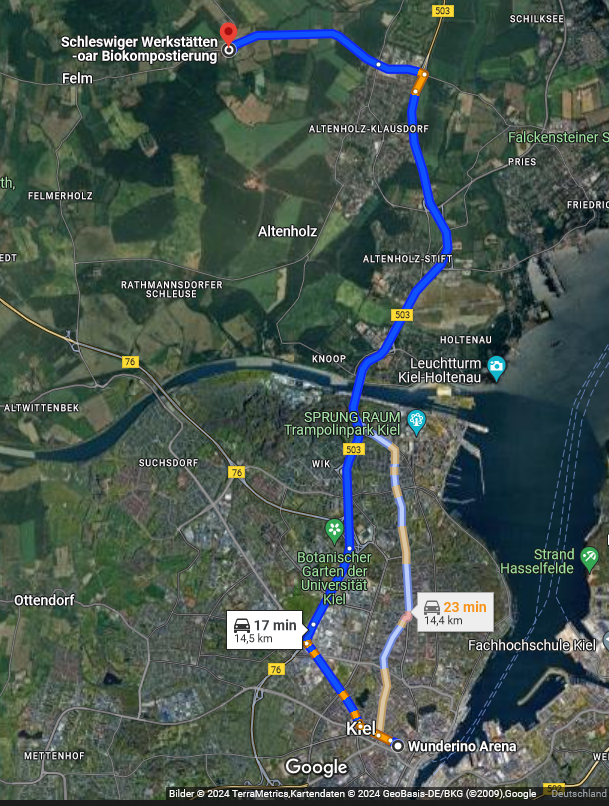 503
SCHILKSEE
Schleswiger Werkstätten
-oar Biokompostierung
Felm
ALTENHOLZ-KLAUSDORF
Falckensteiner S
PRIES
th,
FELMERHOLZ
FRIEDRIC
Altenholz
EDT
ALTENHOLZ-STIFT
RATHMANNSDORFER
SCHLEUSE
503
HOLTENAU
KNOOP
76
Leuchtturm
Kiel-Holtenau
ALTWITTENBEK
SPRUNG RAUM
Trampolinpark Kiel
503
SUCHSDORF
WIK
76
Botanischer
Garten der
Universität
Kiel
Strand
Hasselfelde
Ottendorf
17 min
14,5 km
23 min
14,4 km
Fachhochschule Kiel
76
Kiel
Wunderino Arena
METTENHOF
Google
WE
Bilder © 2024 TerraMetrics,Kartendaten © 2024 GeoBasis-DE/BKG (©2009),Google
Deutschland